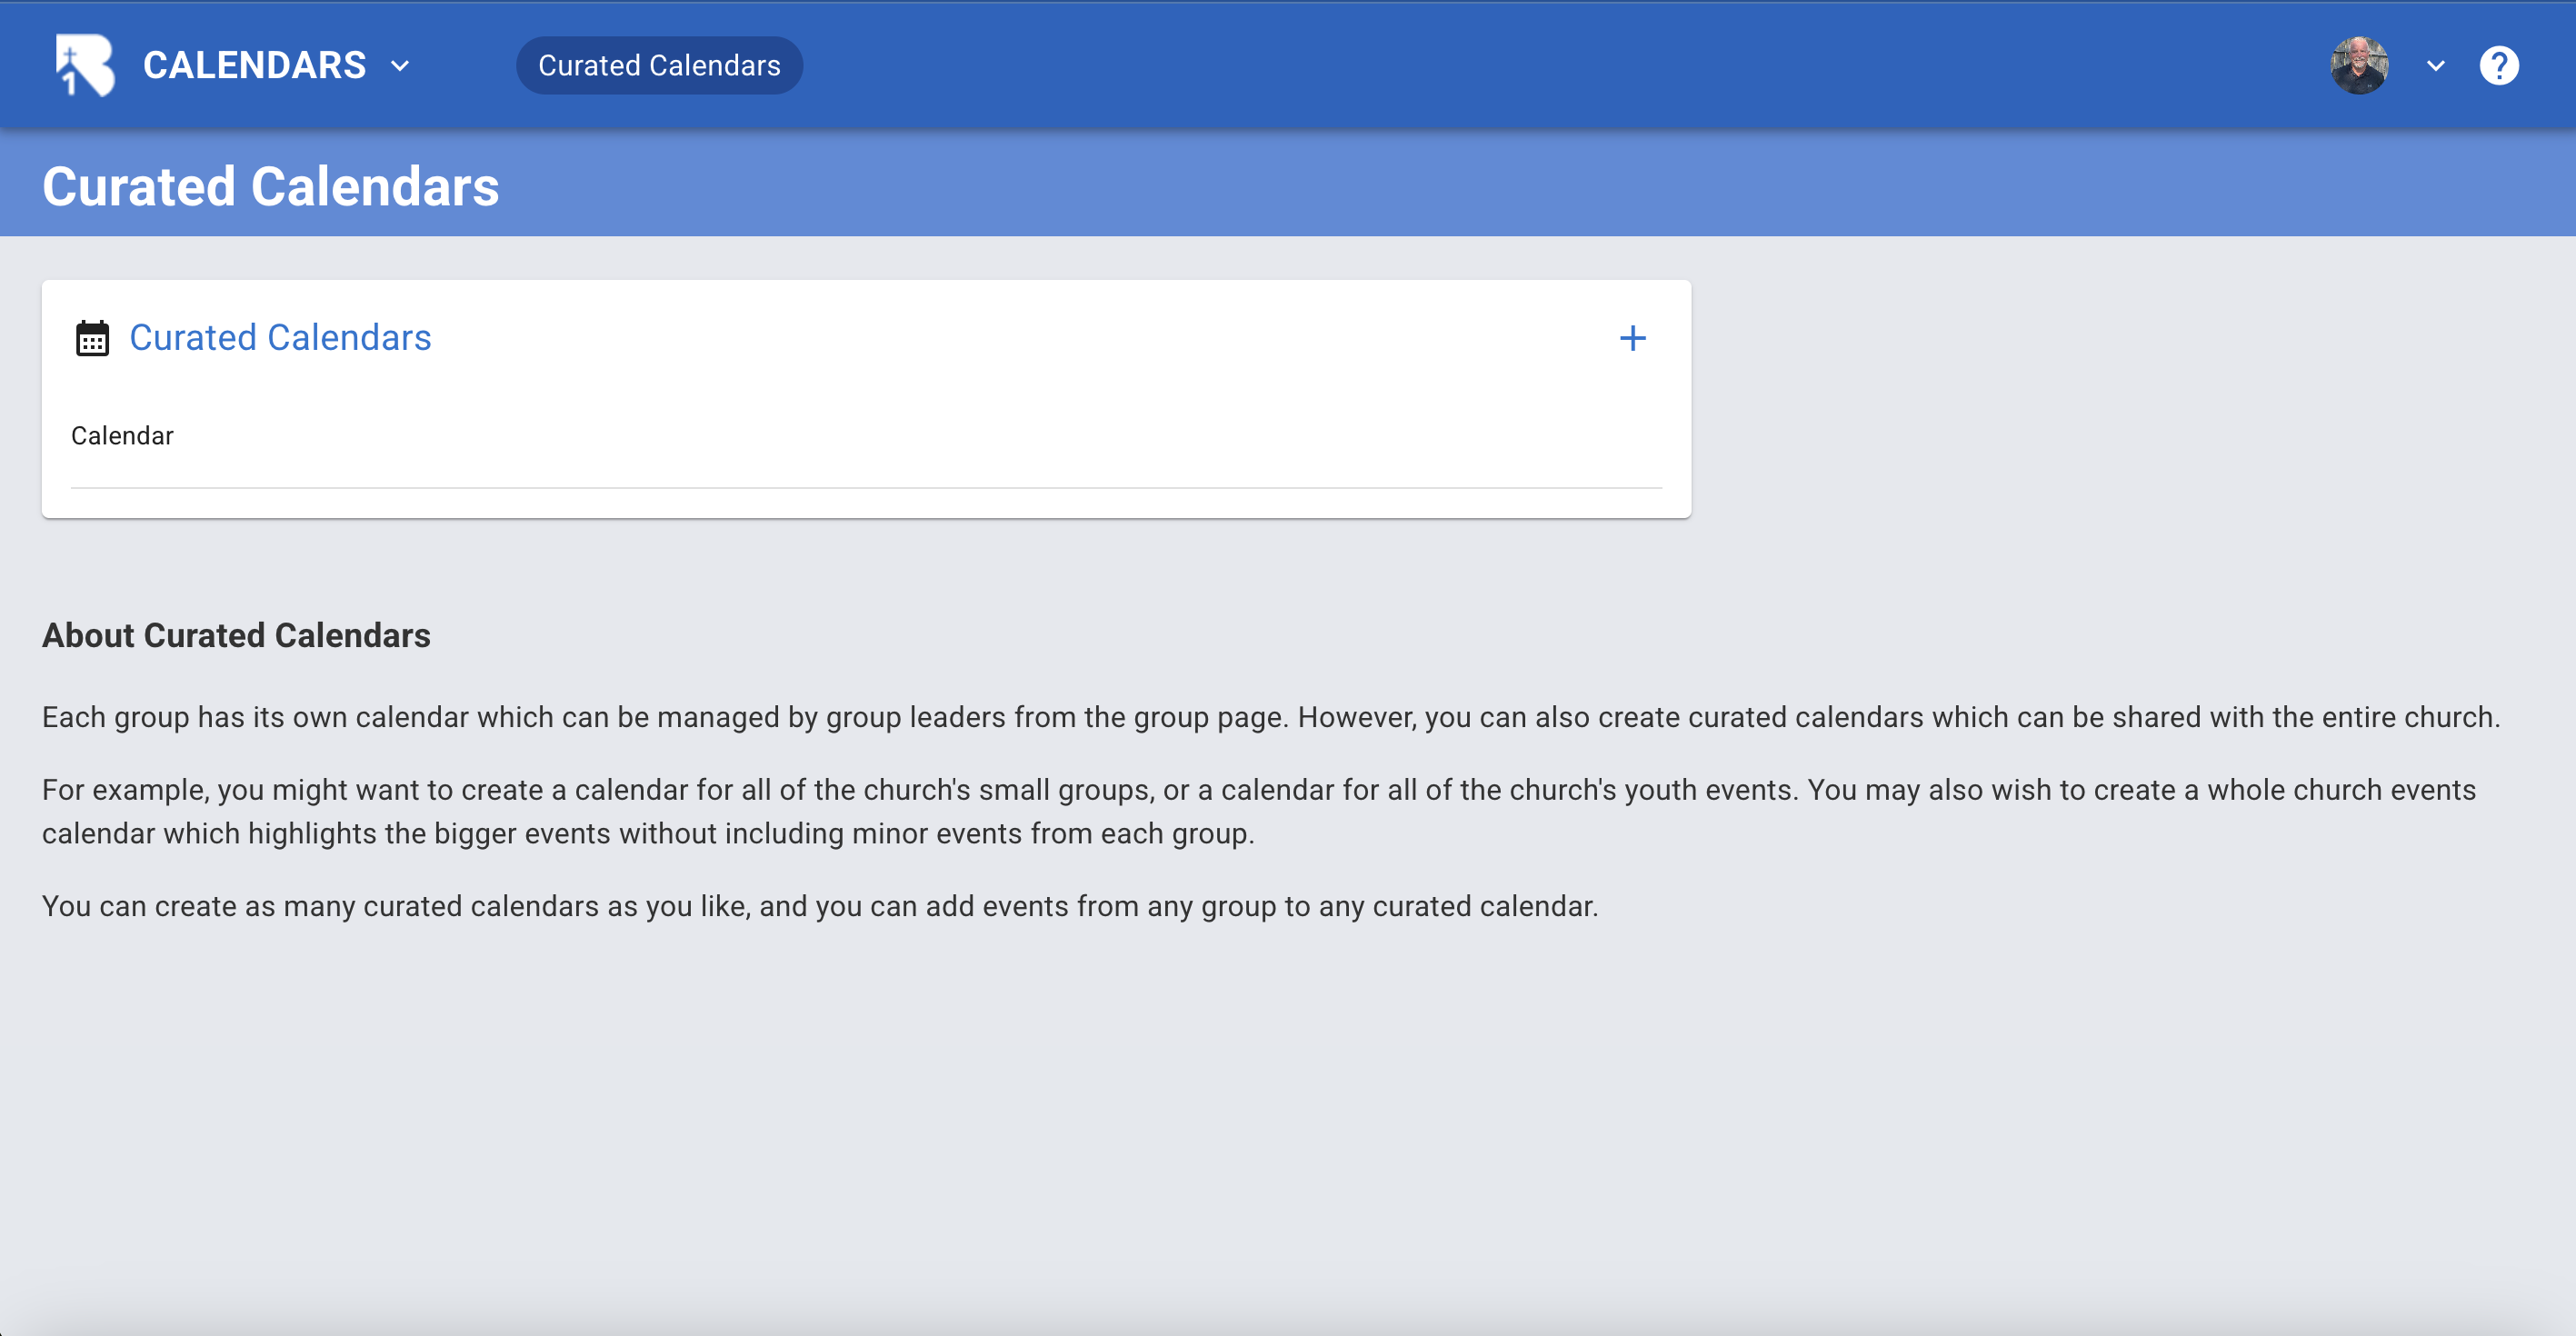 CALENDARS
Curated Calendars
Curated Calendars
Curated Calendars
Calendar
About Curated Calendars
Each group has its own calendar which can be managed by group leaders from the group page. However, you can also create curated calendars which can be shared with the entire church.
For example, you might want to create a calendar for all of the church's small groups, or a calendar for all of the church's youth events. You may also wish to create a whole church events
calendar which highlights the bigger events without including minor events from each group.
You can create as many curated calendars as you like, and you can add events from any group to any curated calendar.